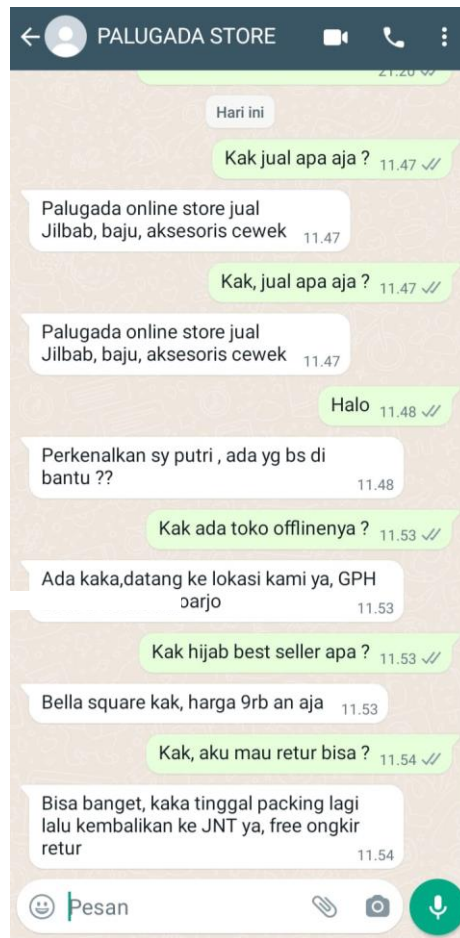 PALUGADA STORE
21.20
Hari ini
Kak jual apa aja ? 11.47
Palugada online store jual
Jilbab, baju, aksesoris cewek 11.47
Kak, jual apa aja ? 11.47
Palugada online store jual
Jilbab, baju, aksesoris cewek 11.47
Halo 11.48
Perkenalkan sy putri , ada yg bs di
bantu ?? 11.48
Kak ada toko offlinenya ? 11.53
Ada kaka,datang ke lokasi kami ya, GPH
11.53
Kak hijab best seller apa ? 11.53
Bella square kak, harga 9rb an aja 11.53
Kak, aku mau retur bisa ? 11.54
Bisa banget, kaka tinggal packing lagi
lalu kembalikan ke JNT ya, free ongkir
retur 11.54
Pesan